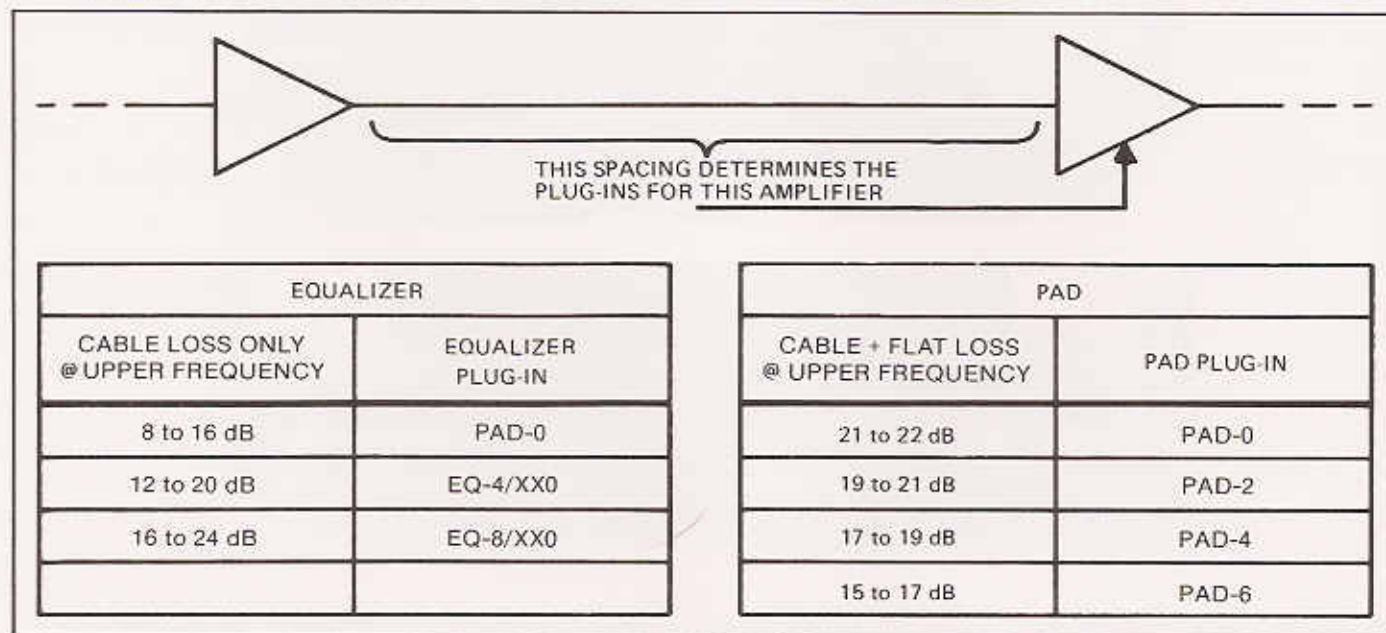 THIS SPACING DETERMINES THE
PLUG-INS FOR THIS AMPLIFIER
EQUALIZER
CABLE LOSS ONLY
@ UPPER FREQUENCY
EQUALIZER
PLUG-IN
8 to 16 dB
PAD-0
12 to 20 dB
EQ-4/XX0
16 to 24 dB
EQ-8/XX0
PAD
CABLE + FLAT LOSS
@ UPPER FREQUENCY
PAD PLUG-IN
21 to 22 dB
PAD-0
19 to 21 dB
PAD-2
17 to 19 dB
PAD-4
15 to 17 dB
PAD-6